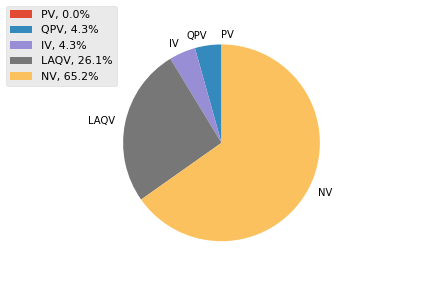 PV, 0.0%
QPV, 4.3%
IV, 4.3%
LAQV, 26.1%
NV, 65.2%
PV
QPV
IV
LAQV
NV